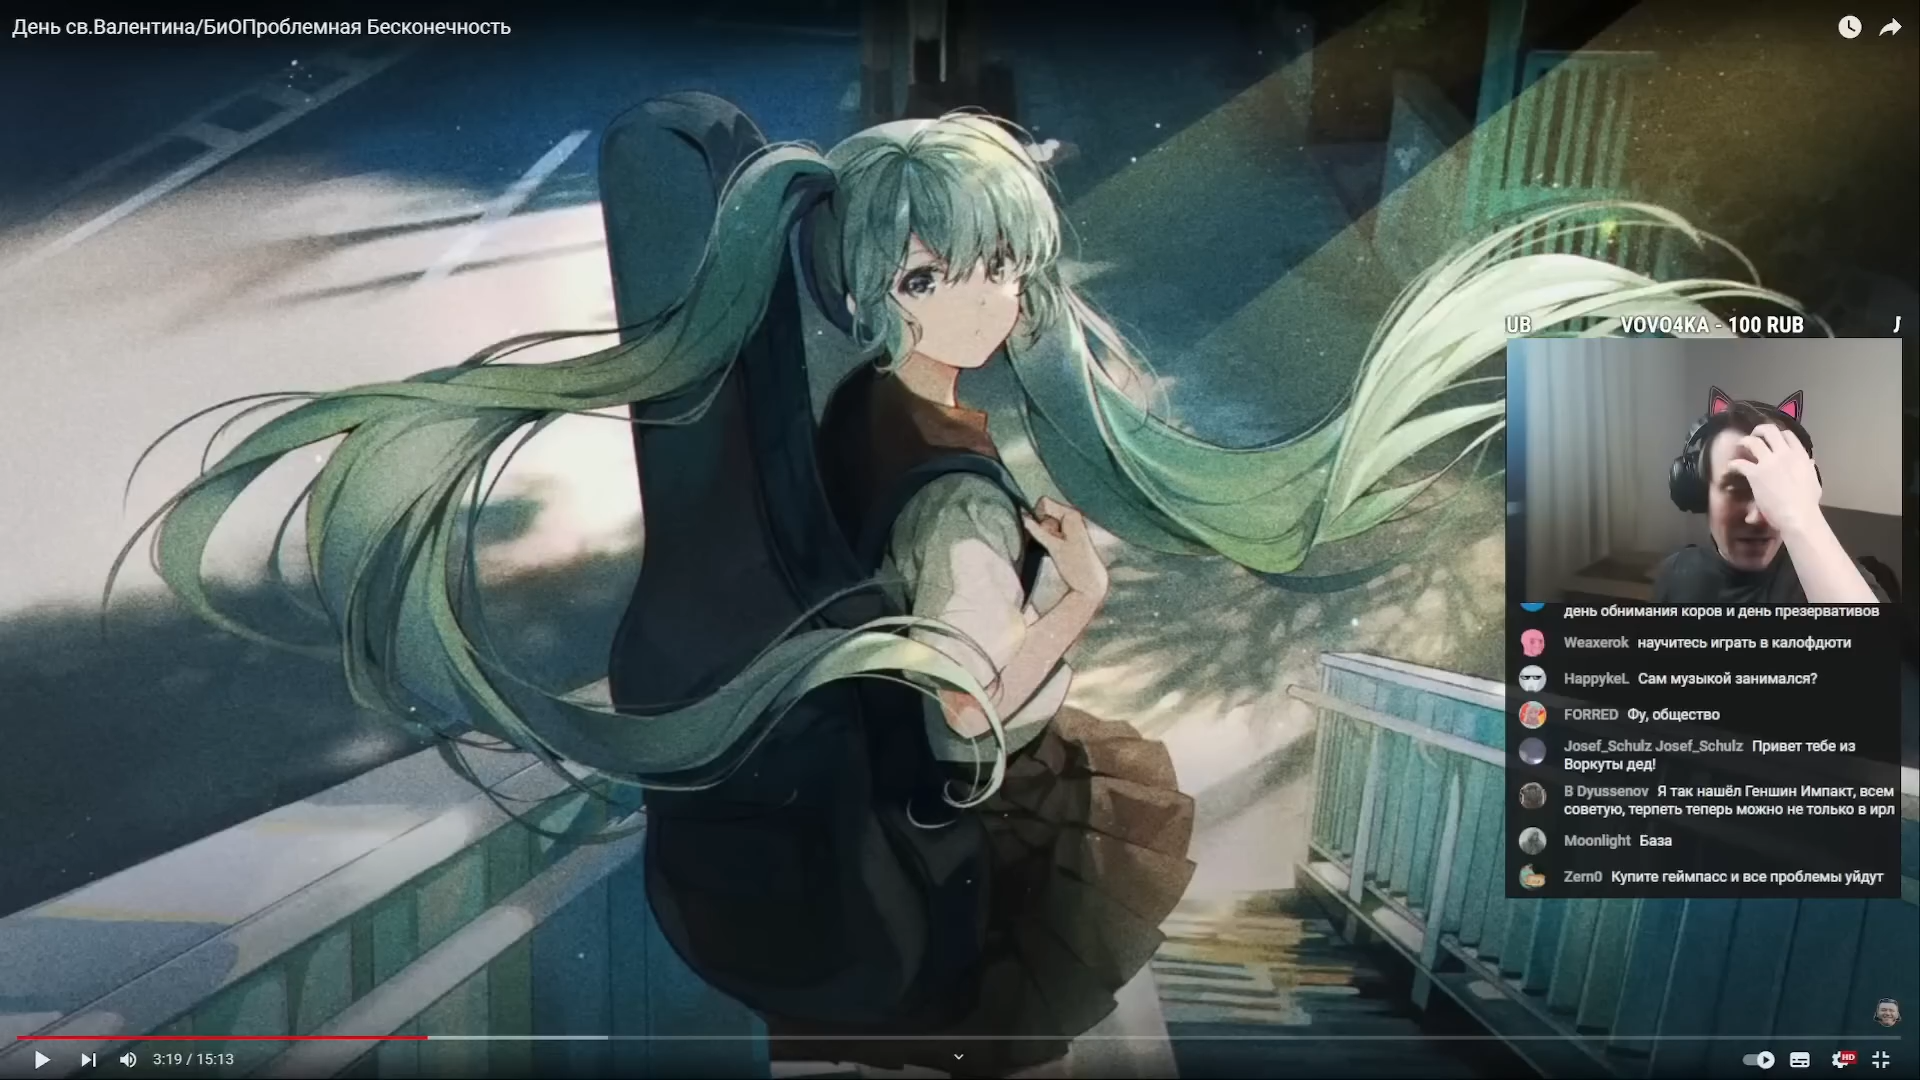 День св.Валентина/БиОПроблемная Бесконечность
UB VOVO4KA - 100 RUB J
день обнимания коров и день презервативов
Weaxerok научитесь играть в калофдюти
HappykeL Сам музыкой занимался?
FORRED Фу, общество
Josef_Schulz Josef_Schulz Привет тебе из
Воркуты дед!
B Dyussenov Я так нашёл Геншин Импакт, всем
советую, терпеть теперь можно не только в ирл
Moonlight База
Zern0 Купите геймпасс и все проблемы уйдут
3:19 / 15:13
HD